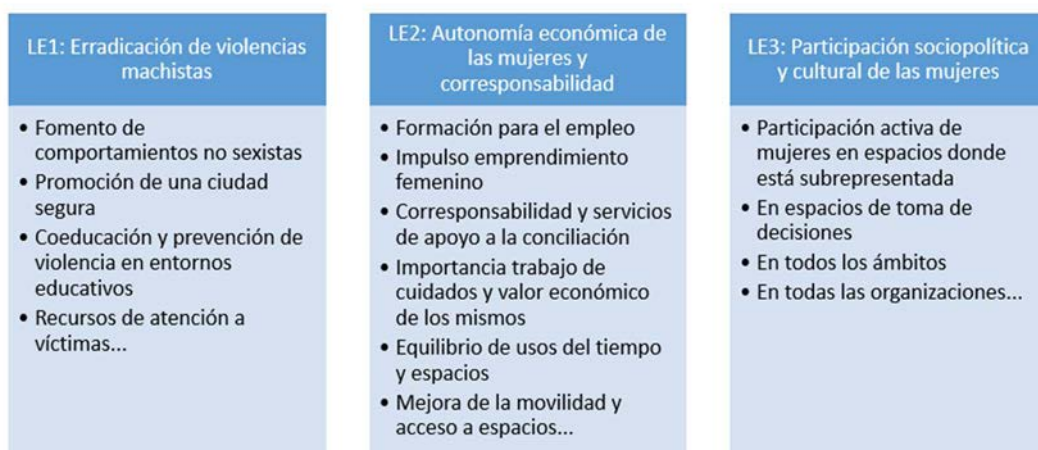 LE1: Erradicación de violencias
machistas
• Fomento de
comportamientos no sexistas
• Promoción de una ciudad
segura
• Coeducación y prevención de
violencia en entornos
educativos
• Recursos de atención a
víctimas...
LE2: Autonomía económica de
las mujeres y
corresponsabilidad
• Formación para el empleo
• Impulso emprendimiento
femenino
• Corresponsabilidad y servicios
de apoyo a la conciliación
• Importancia trabajo de
cuidados y valor económico
de los mismos
• Equilibrio de usos del tiempo
y espacios
• Mejora de la movilidad y
acceso a espacios...
LE3: Participación sociopolítica
y cultural de las mujeres
• Participación activa de
mujeres en espacios donde
está subrepresentada
• En espacios de toma de
decisiones
• En todos los ámbitos
• En todas las organizaciones...